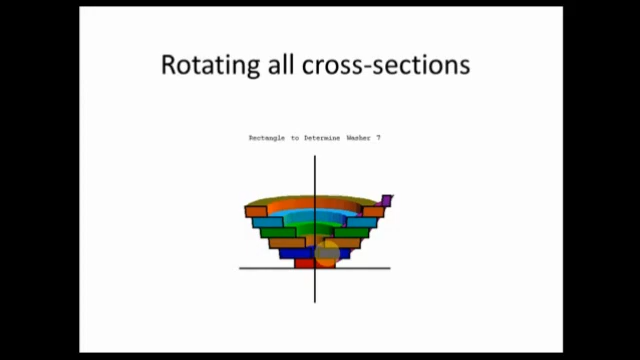 Rotating all cross-sections
Rectangle to Determine Washer 7